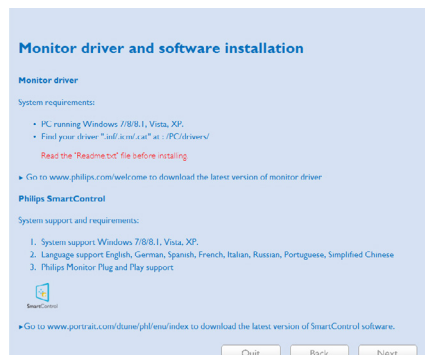 Monitor driver and software installation
Monitor driver
System requirements:
• PC running Windows 7/8/8.1, Vista, XP.
• Find your driver ".inf/.icm/.cat" at : /PC/drivers/
Read the "Readme.txt" file before installing
▸ Go to www.philips.com/welcome to download the latest version of monitor driver
Philips SmartControl
System support and requirements:
1. System support Windows 7/8/8.1, Vista, XP.
2. Language support English, German, Spanish, French, Italian, Russian, Portuguese, Simplified Chinese
3. Philips Monitor Plug and Play support
SmartControl
▸Go to www.portrait.com/dtune/phl/enu/index to download the latest version of SmartControl software.
Quit Back Next